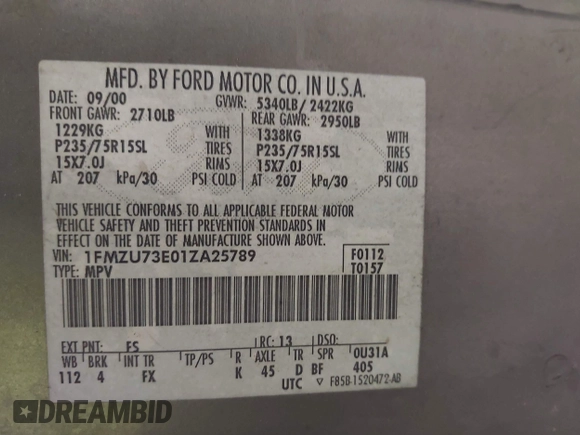 MFD. BY FORD MOTOR CO. IN U.S.A.
DATE: 09/00 GVWR: 5340LB/ 2422KG
FRONT GAWR: 2710LB REAR GAWR: 2950LB
1229KG WITH 1338KG WITH
P235/75R15SL TIRES P235/75R15SL TIRES
15X7.0J RIMS 15X7.0J RIMS
AT 207 kPa/30 PSI COLD AT 207 kPa/30 PSI COLD
THIS VEHICLE CONFORMS TO ALL APPLICABLE FEDERAL MOTOR
VEHICLE SAFETY AND THEFT PREVENTION STANDARDS IN
EFFECT ON THE DATE OF MANUFACTURE SHOWN ABOVE.
VIN: 1FMZU73E01ZA25789 F0112
TYPE: MPV T0157
EXT PNT: FS RC: 13 DSO:
WB BRK INT TR TP/PS R AXLE TR SPR 0U31A
112 4 FX K 45 D BF 405
UTC ▽ F85B-1520472-AB
DREAMBID